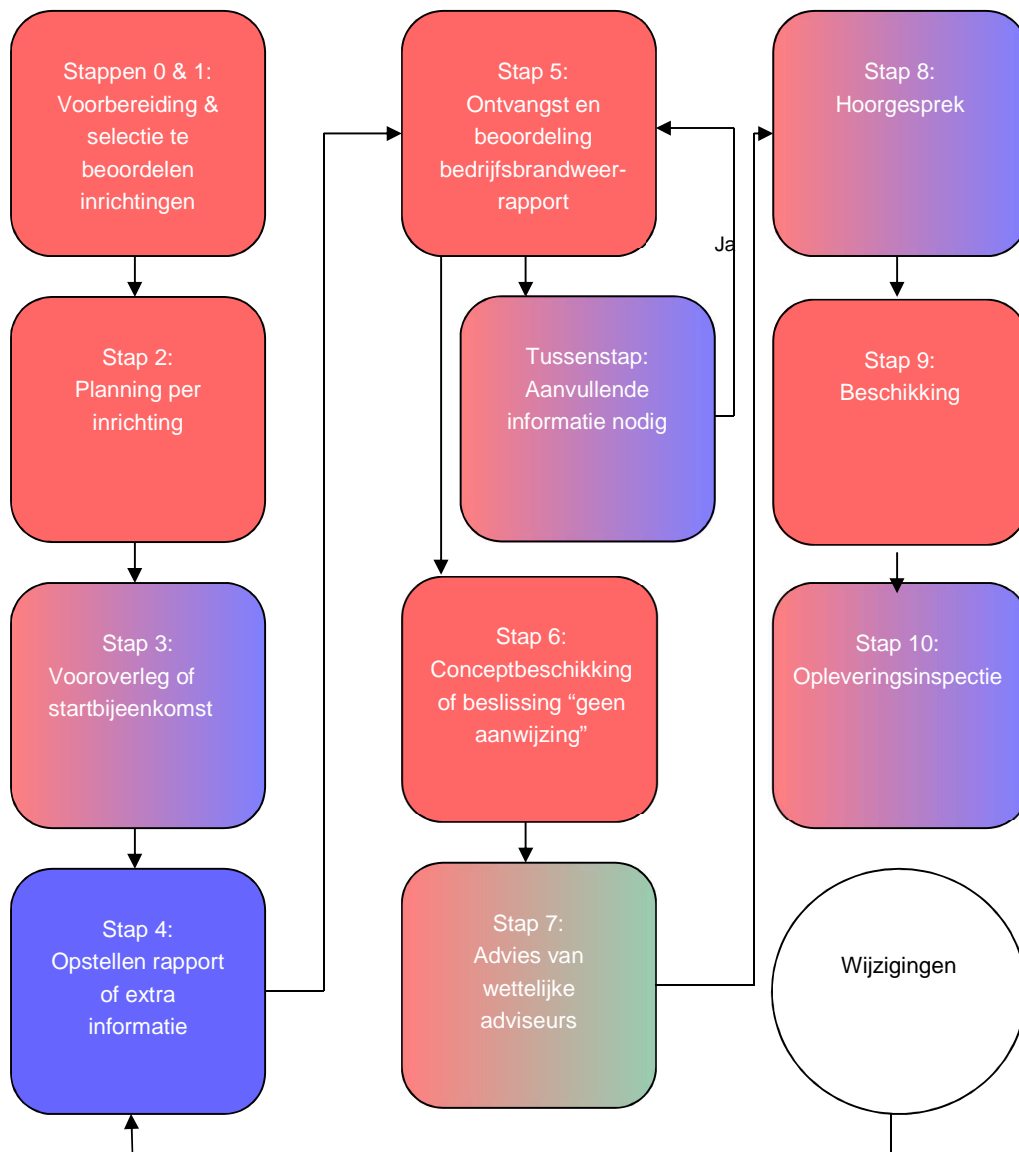 Stappen 0 & 1:
Voorbereiding &
selectie te
beoordelen
inrichtingen
Stap 2:
Planning per
inrichting
Stap 3:
Vooroverleg of
startbijeenkomst
Stap 4:
Opstellen rapport
of extra
informatie
Stap 5:
Ontvangst en
beoordeling
bedrijfsbrandweer-
rapport
Ja
Tussenstap:
Aanvullende
informatie nodig
Stap 6:
Conceptbeschikking
of beslissing “geen
aanwijzing”
Stap 7:
Advies van
wettelijke
adviseurs
Stap 8:
Hoorgesprek
Stap 9:
Beschikking
Stap 10:
Opleveringsinspectie
Wijzigingen